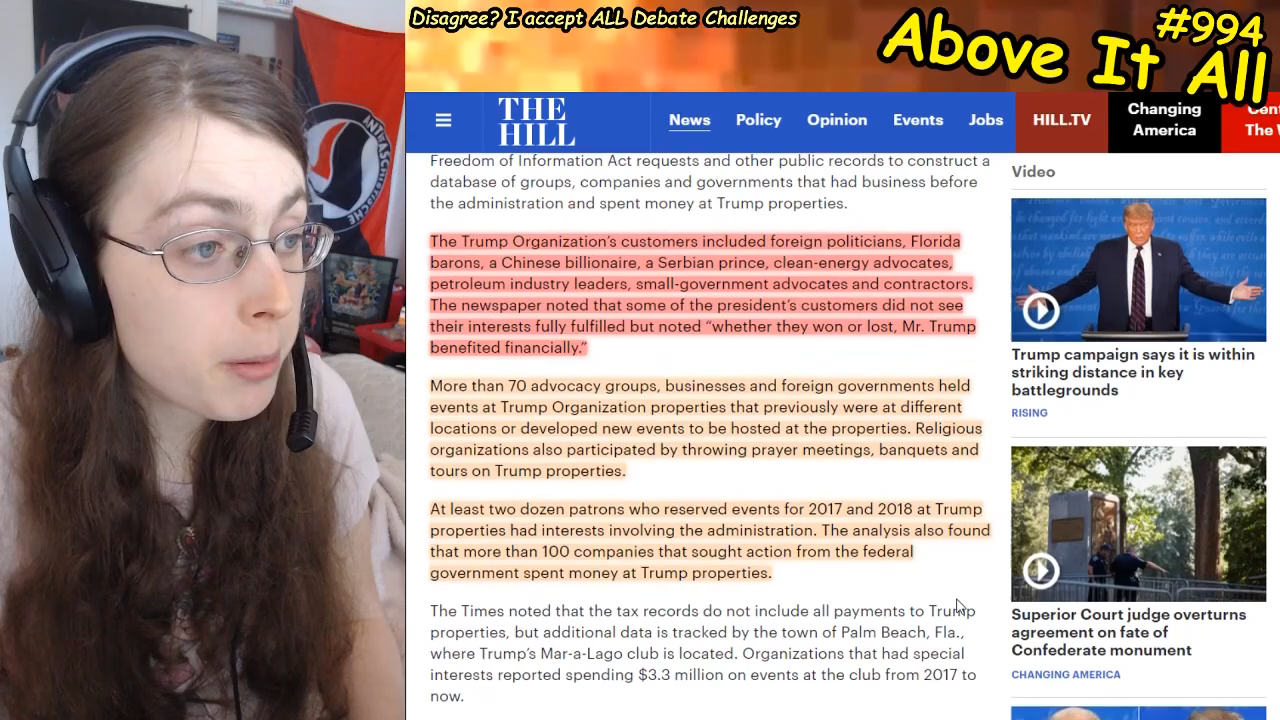 Disagree? I accept ALL Debate Challenges
#994
Above It All
THE
HILL
News
Policy
Opinion
Events
Jobs
HILL.TV
Changing
America
The W
ANTIFASCHISTISCHE
Freedom of Information Act requests and other public records to construct a
database of groups, companies and governments that had business before
the administration and spent money at Trump properties.
The Trump Organization’s customers included foreign politicians, Florida
barons, a Chinese billionaire, a Serbian prince, clean-energy advocates,
petroleum industry leaders, small-government advocates and contractors.
The newspaper noted that some of the president’s customers did not see
their interests fully fulfilled but noted “whether they won or lost, Mr. Trump
benefited financially.”
More than 70 advocacy groups, businesses and foreign governments held
events at Trump Organization properties that previously were at different
locations or developed new events to be hosted at the properties. Religious
organizations also participated by throwing prayer meetings, banquets and
tours on Trump properties.
At least two dozen patrons who reserved events for 2017 and 2018 at Trump
properties had interests involving the administration. The analysis also found
that more than 100 companies that sought action from the federal
government spent money at Trump properties.
The Times noted that the tax records do not include all payments to Trump
properties, but additional data is tracked by the town of Palm Beach, Fla.,
where Trump’s Mar-a-Lago club is located. Organizations that had special
interests reported spending $3.3 million on events at the club from 2017 to
now.
Video
Trump campaign says it is within
striking distance in key
battlegrounds
RISING
Superior Court judge overturns
agreement on fate of
Confederate monument
CHANGING AMERICA